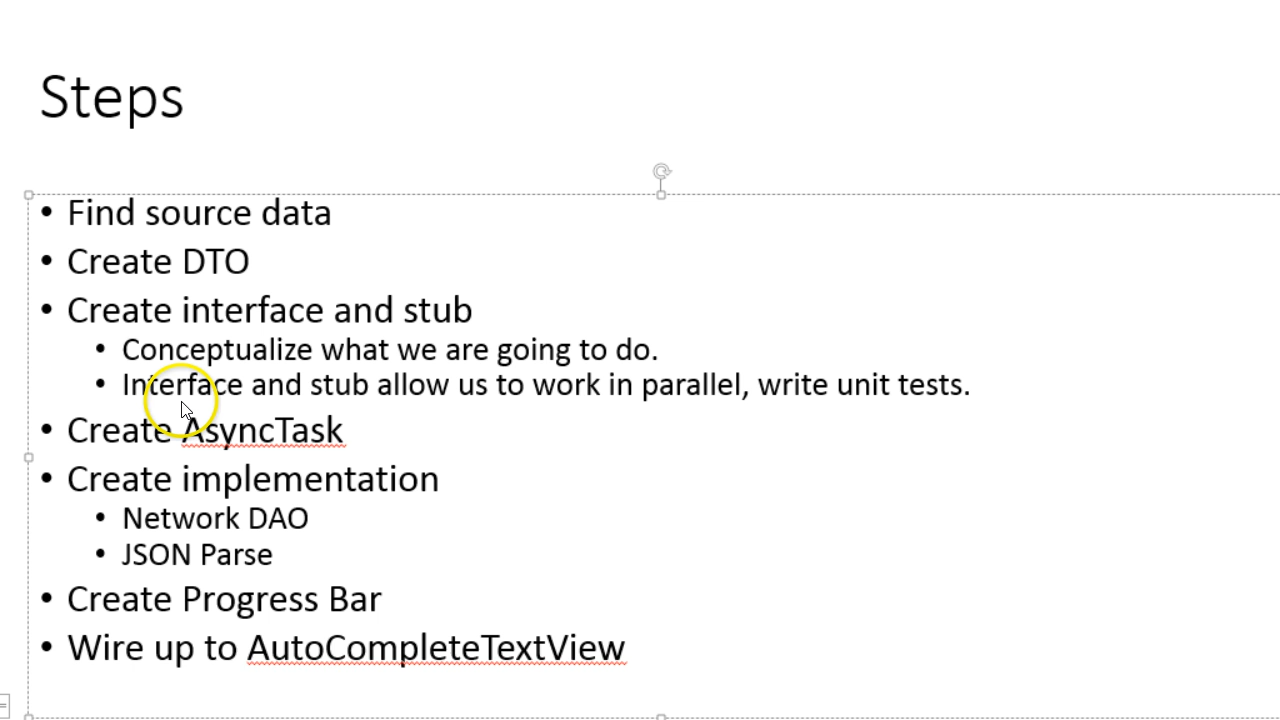 Steps
• Find source data
• Create DTO
• Create interface and stub
• Conceptualize what we are going to do.
• Interface and stub allow us to work in parallel, write unit tests.
• Create AsyncTask
• Create implementation
• Network DAO
• JSON Parse
• Create Progress Bar
• Wire up to AutoCompleteTextView